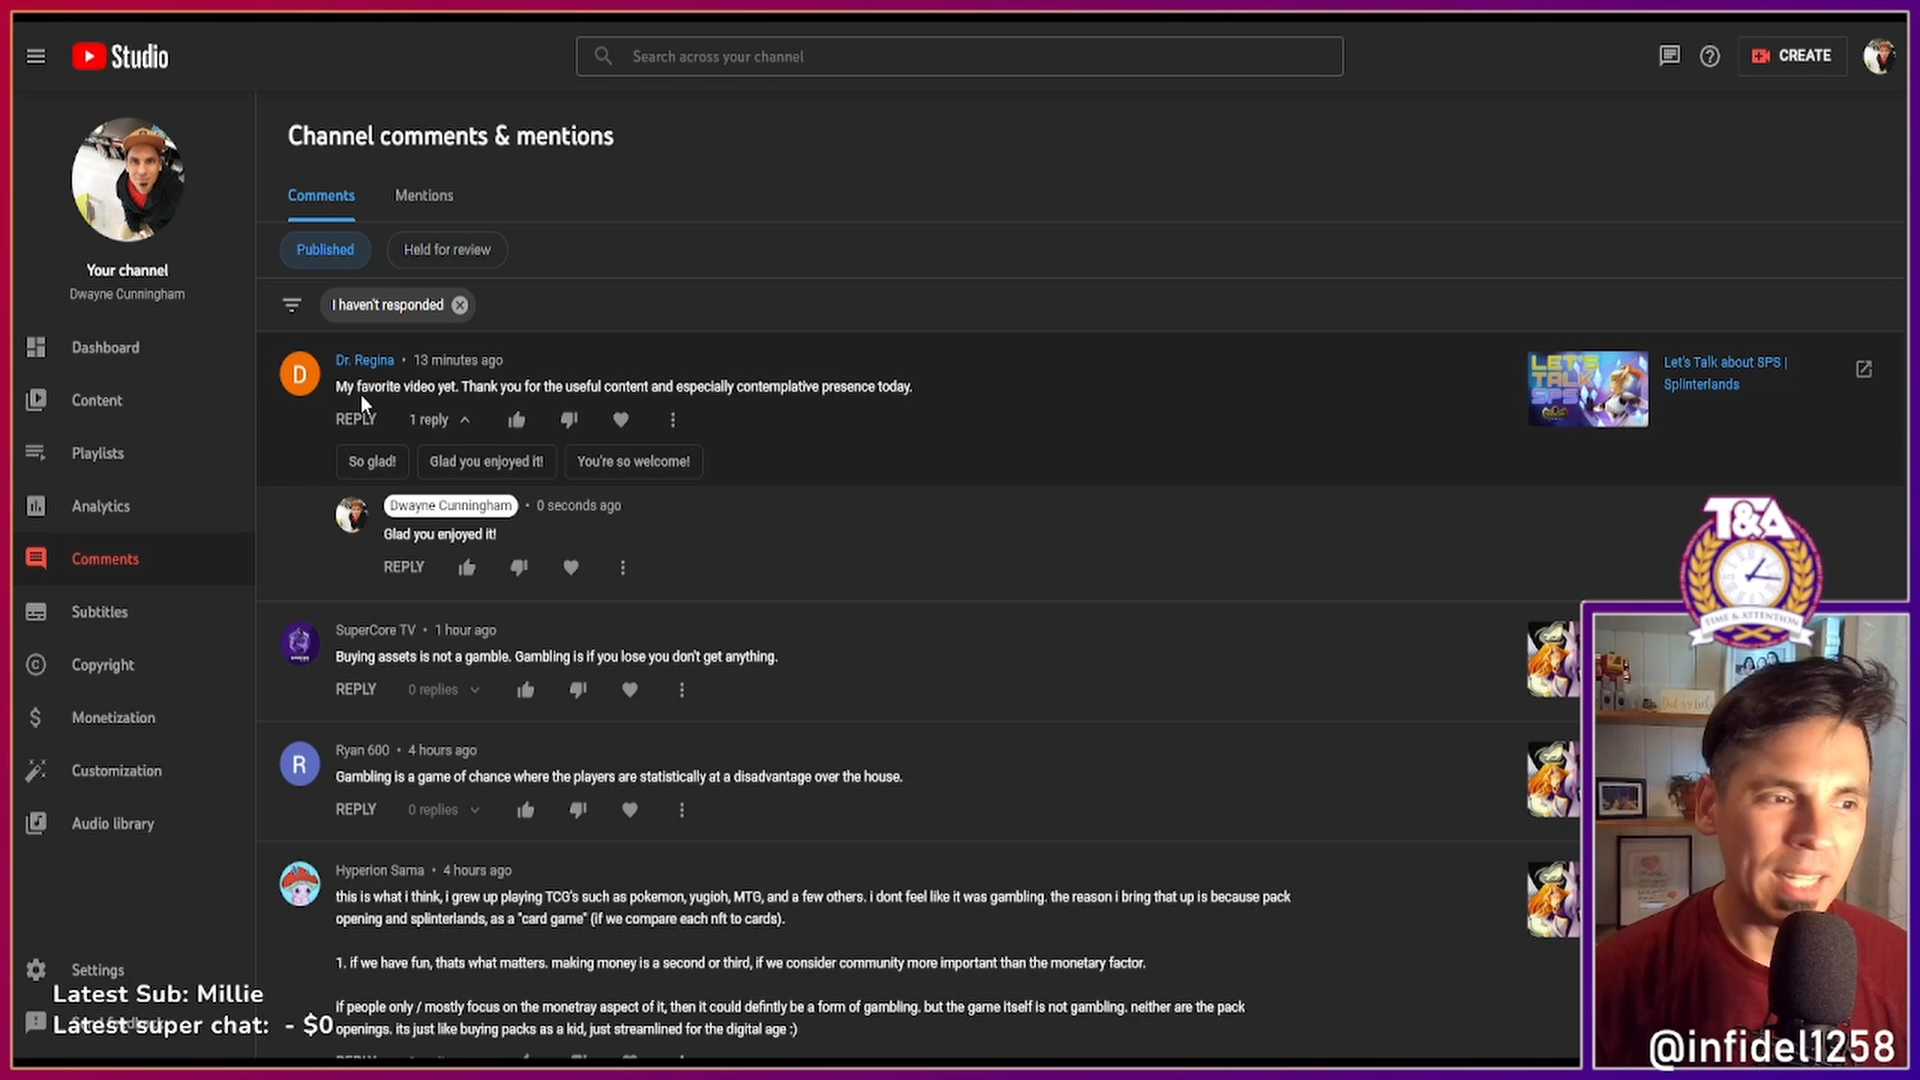 Studio
Search across your channel
CREATE
Your channel
Dwayne Cunningham
Dashboard
Content
Playlists
Analytics
Comments
Subtitles
Copyright
Monetization
Customization
Audio library
Settings
Latest Sub: Millie
Latest super chat: - $0
Channel comments & mentions
Comments
Mentions
Published
Held for review
I haven't responded
D
Dr. Regina • 13 minutes ago
My favorite video yet. Thank you for the useful content and especially contemplative presence today.
REPLY
1 reply
So glad!
Glad you enjoyed it!
You're so welcome!
LET'S
TALK
SPS
Let's Talk about SPS |
Splinterlands
Dwayne Cunningham • 0 seconds ago
Glad you enjoyed it!
REPLY
SuperCore TV • 1 hour ago
Buying assets is not a gamble. Gambling is if you lose you don't get anything.
REPLY
0 replies
R
Ryan 600 • 4 hours ago
Gambling is a game of chance where the players are statistically at a disadvantage over the house.
REPLY
0 replies
Hyperion Sama • 4 hours ago
this is what i think, i grew up playing TCG's such as pokemon, yugioh, MTG, and a few others. i dont feel like it was gambling. the reason i bring that up is because pack
opening and splinterlands, as a "card game" (if we compare each nft to cards).
1. if we have fun, thats what matters. making money is a second or third, if we consider community more important than the monetary factor.
If people only / mostly focus on the monetray aspect of it, then it could defintly be a form of gambling. but the game itself is not gambling. neither are the pack
openings. its just like buying packs as a kid, just streamlined for the digital age :)
T&A
TIME & ATTENTION
@infidel1258